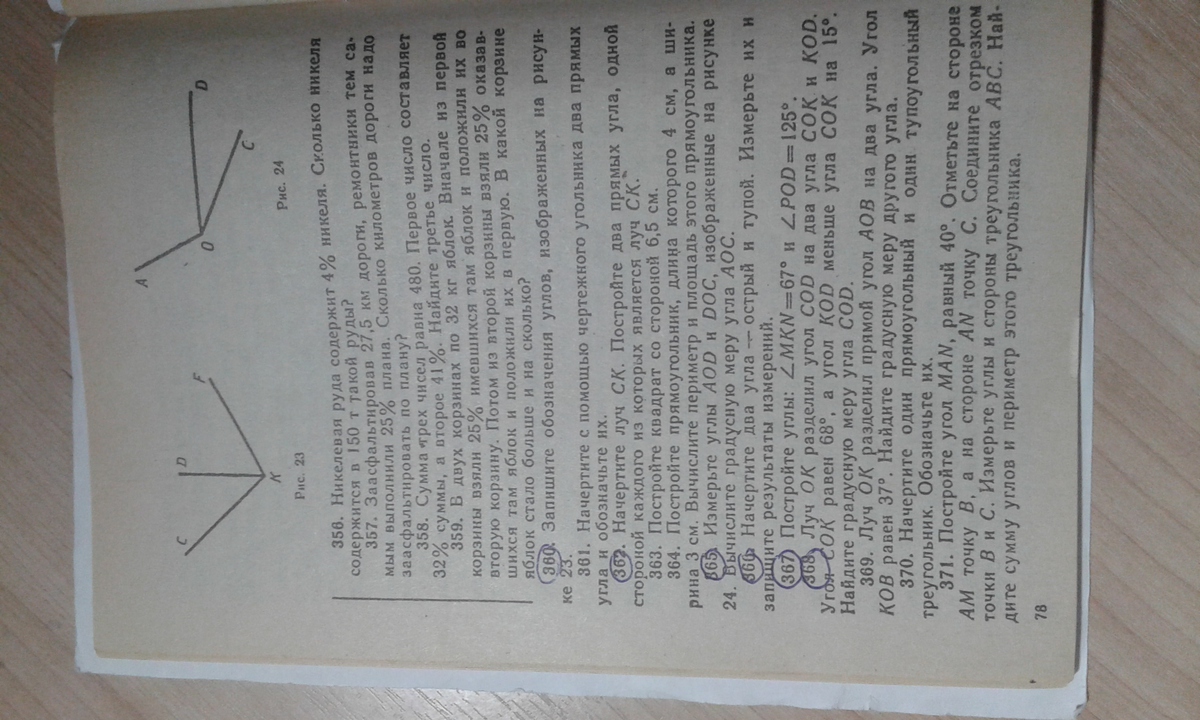 C
D
F
K
Рис. 23
A
O
D
C
Рис. 24
356. Никелевая руда содержит 4% никеля. Сколько никеля
содержится в 150 т такой руды?
357. Заасфальтировав 27,5 км дороги, ремонтники тем са-
мым выполнили 25% плана. Сколько километров дороги надо
заасфальтировать по плану?
358. Сумма трех чисел равна 480. Первое число составляет
32% суммы, а второе 41%. Найдите третье число.
359. В двух корзинах по 32 кг яблок. Вначале из первой
корзины взяли 25% имевшихся там яблок и положили их во
вторую корзину. Потом из второй корзины взяли 25% оказав-
шихся там яблок и положили их в первую. В какой корзине
яблок стало больше и на сколько?
360. Запишите обозначения углов, изображенных на рисун-
ке 23.
361. Начертите с помощью чертежного угольника два прямых
угла и обозначьте их.
362. Начертите луч CK. Постройте два прямых угла, одной
стороной каждого из которых является луч CK.
363. Постройте квадрат со стороной 6,5 см.
364. Постройте прямоугольник, длина которого 4 см, а ши-
рина 3 см. Вычислите периметр и площадь этого прямоугольника.
365. Измерьте углы AOD и DOC, изображенные на рисунке
24. Вычислите градусную меру угла AOC.
366. Начертите два угла — острый и тупой. Измерьте их и
запишите результаты измерений.
367. Постройте углы: ∠MKN=67° и ∠POD=125°.
368. Луч OK разделил угол COD на два угла COK и KOD.
Угол COK равен 68°, а угол KOD меньше угла COK на 15°.
Найдите градусную меру угла COD.
369. Луч OK разделил прямой угол AOB на два угла. Угол
KOB равен 37°. Найдите градусную меру другого угла.
370. Начертите один прямоугольный и один тупоугольный
треугольник. Обозначьте их.
371. Постройте угол MAN, равный 40°. Отметьте на стороне
AM точку B, а на стороне AN точку C. Соедините отрезком
точки B и C. Измерьте углы и стороны треугольника ABC. Най-
дите сумму углов и периметр этого треугольника.
78